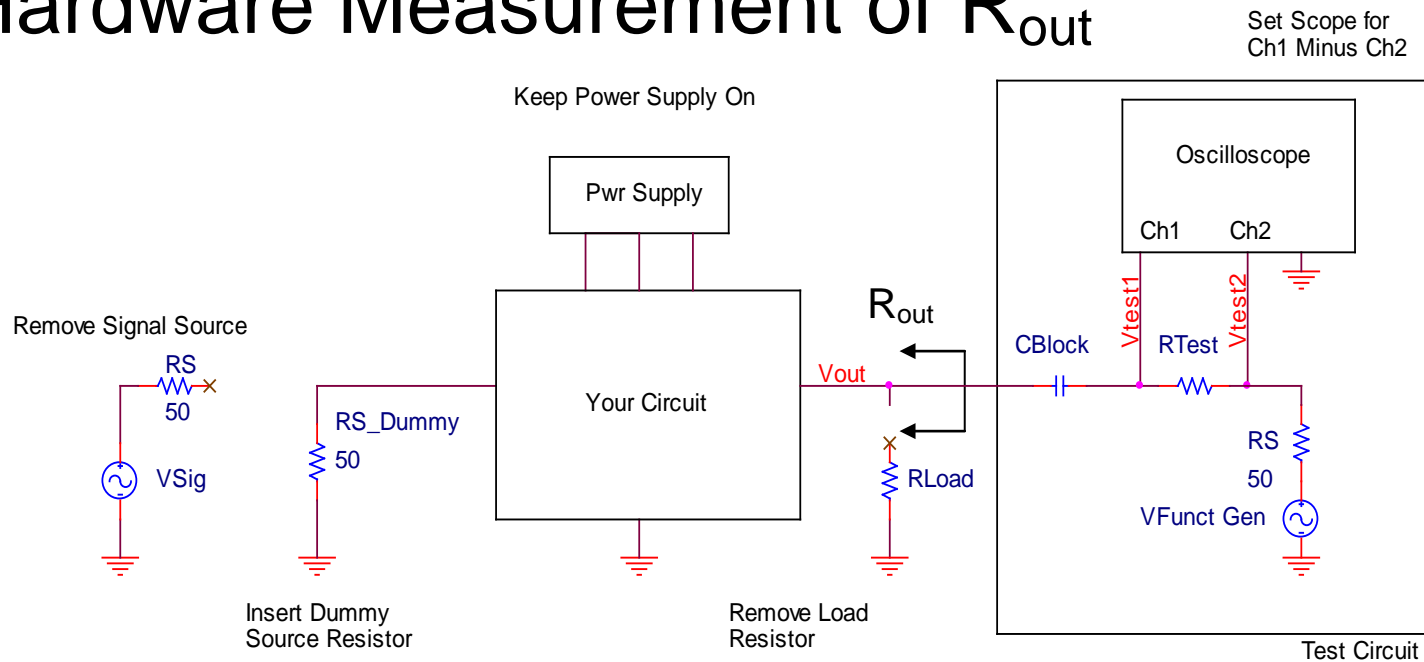 Hardware Measurement of Rout
Set Scope for
Ch1 Minus Ch2
Keep Power Supply On
Oscilloscope
Pwr Supply
Ch1 Ch2
Vtest1
Vtest2
Rout
Remove Signal Source
CBlock
RTest
RS
50
Vout
Your Circuit
RS_Dummy
50
RS
50
VSig
RLoad
VFunct Gen
Insert Dummy
Source Resistor
Remove Load
Resistor
Test Circuit